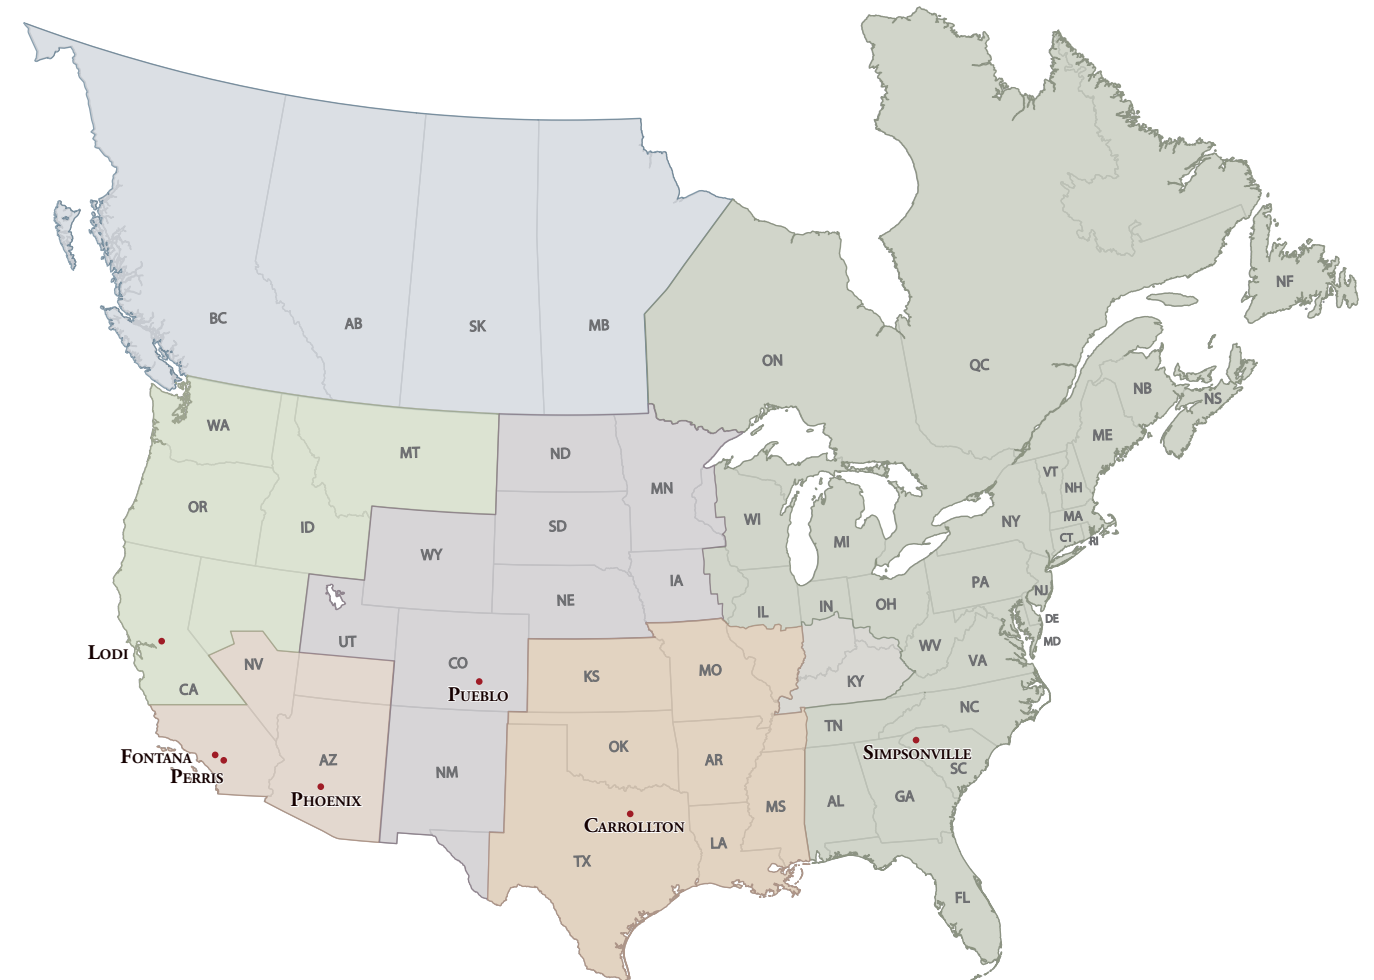 NF
BC
AB
SK
MB
ON
QC
NB
NS
WA
MT
ND
ME
VT
NH
MN
OR
ID
SD
WI
MI
NY
MA
CT
RI
WY
NE
IA
IL
IN
OH
PA
NJ
DE
MD
UT
WV
VA
LODI
NV
CO
KS
MO
KY
CA
PUEBLO
NC
TN
FONTANA
PERRIS
AZ
NM
OK
AR
SIMPSONVILLE
SC
PHOENIX
MS
AL
GA
CARROLLTON
LA
TX
FL